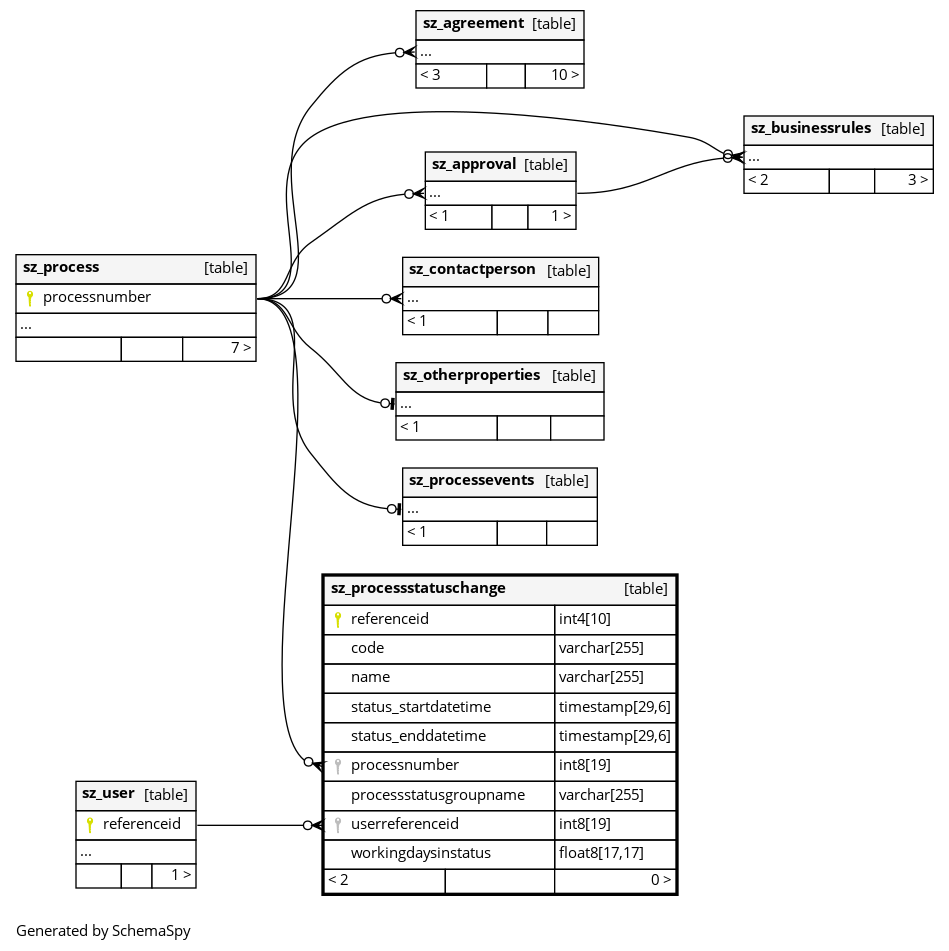 sz_agreement [table]
...
< 3 10 >
sz_businessrules [table]
...
< 2 3 >
sz_approval [table]
...
< 1 1 >
sz_process [table]
processnumber
...
7 >
sz_contactperson [table]
...
< 1
sz_otherproperties [table]
...
< 1
sz_processevents [table]
...
< 1
sz_processstatuschange [table]
referenceid int4[10]
code varchar[255]
name varchar[255]
status_startdatetime timestamp[29,6]
status_enddatetime timestamp[29,6]
processnumber int8[19]
processstatusgroupname varchar[255]
userreferenceid int8[19]
workingdaysinstatus float8[17,17]
< 2 0 >
sz_user [table]
referenceid
...
1 >
Generated by SchemaSpy